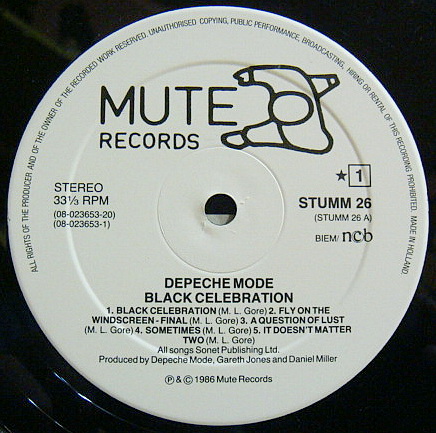 ALL RIGHTS OF THE PRODUCER AND OF THE OWNER OF THE RECORDED WORK RESERVED. UNAUTHORISED COPYING, PUBLIC PERFORMANCE, BROADCASTING, HIRING OR RENTAL OF THIS RECORDING PROHIBITED. MADE IN HOLLAND
MUTE
RECORDS
★ 1
STEREO
33⅓ RPM
(08-023653-20)
(08-023653-1)
STUMM 26
(STUMM 26 A)
BIEM/ ncb
DEPECHE MODE
BLACK CELEBRATION
1. BLACK CELEBRATION (M. L. Gore) 2. FLY ON THE
WINDSCREEN - FINAL (M. L. Gore) 3. A QUESTION OF LUST
(M. L. Gore) 4. SOMETIMES (M. L. Gore) 5. IT DOESN'T MATTER
TWO (M. L. Gore)
All songs Sonet Publishing Ltd.
Produced by Depeche Mode, Gareth Jones and Daniel Miller
℗ & © 1986 Mute Records